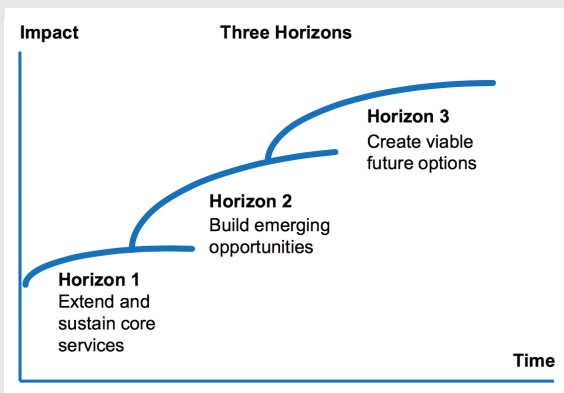 Impact
Three Horizons
Horizon 3
Create viable
future options
Horizon 2
Build emerging
opportunities
Horizon 1
Extend and
sustain core
services
Time